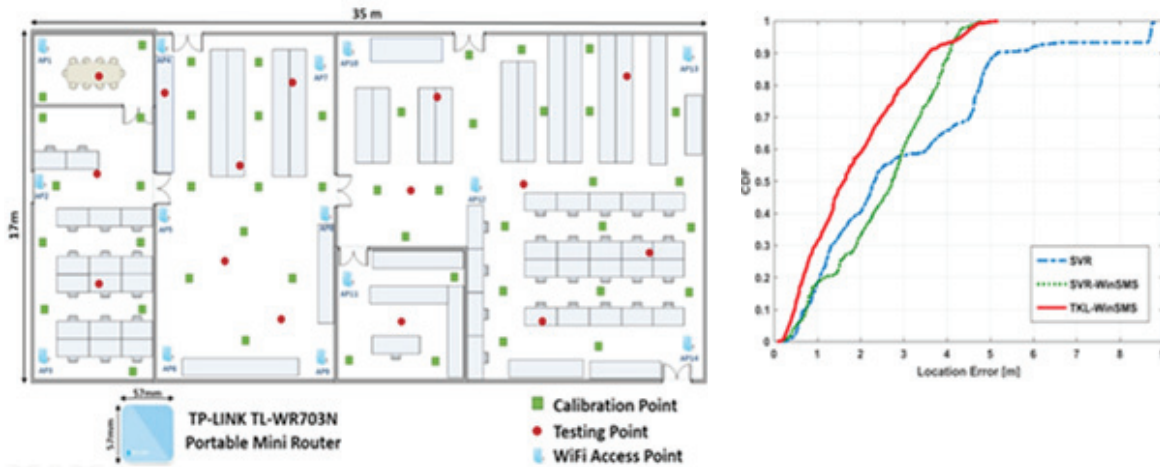 35 m
17m
AP1
AP4
AP7
AP10
AP13
AP2
AP5
AP12
AP11
AP3
AP6
AP14
57mm
57mm
TP-LINK TL-WR703N
Portable Mini Router
Calibration Point
Testing Point
WiFi Access Point
1
0.9
0.8
0.7
0.6
0.5
0.4
0.3
0.2
0.1
0
CDF
SVR
SVR-WinSMS
TKL-WinSMS
0 1 2 3 4 5 6 7 8
Location Error [m]